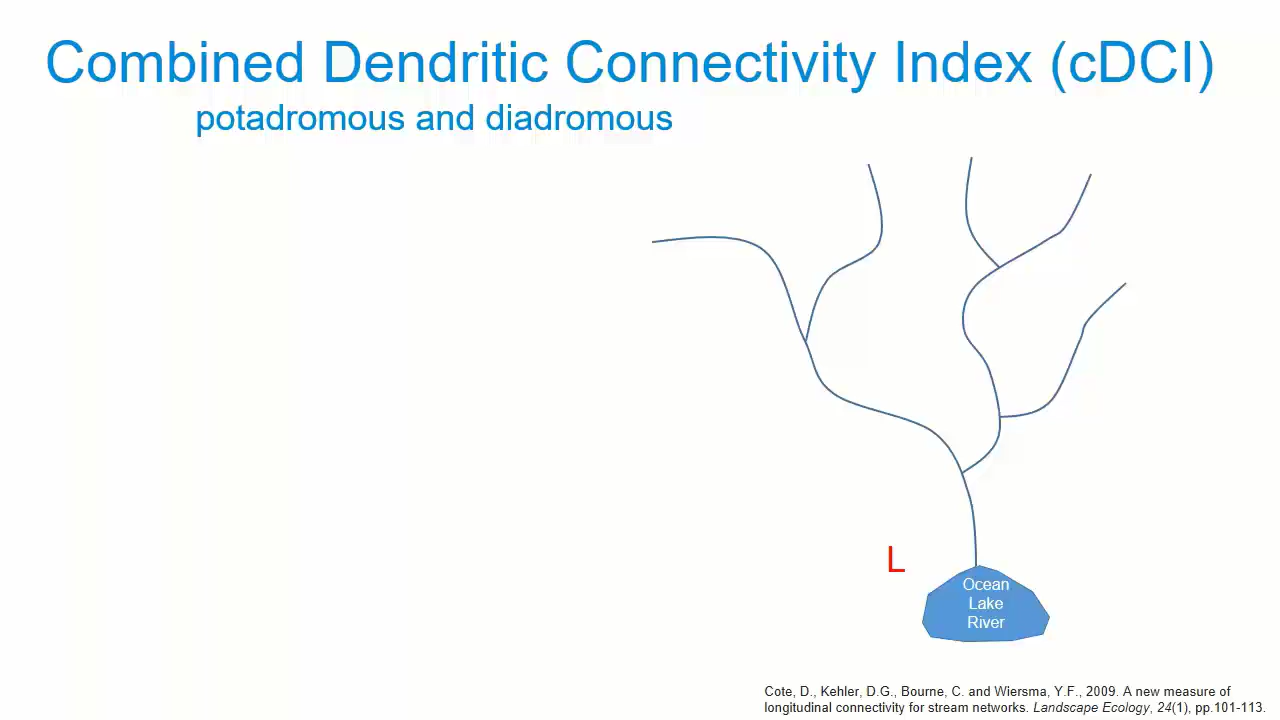 Combined Dendritic Connectivity Index (cDCI)
potadromous and diadromous
L
Ocean
Lake
River
Cote, D., Kehler, D.G., Bourne, C. and Wiersma, Y.F., 2009. A new measure of
longitudinal connectivity for stream networks. Landscape Ecology, 24(1), pp.101-113.